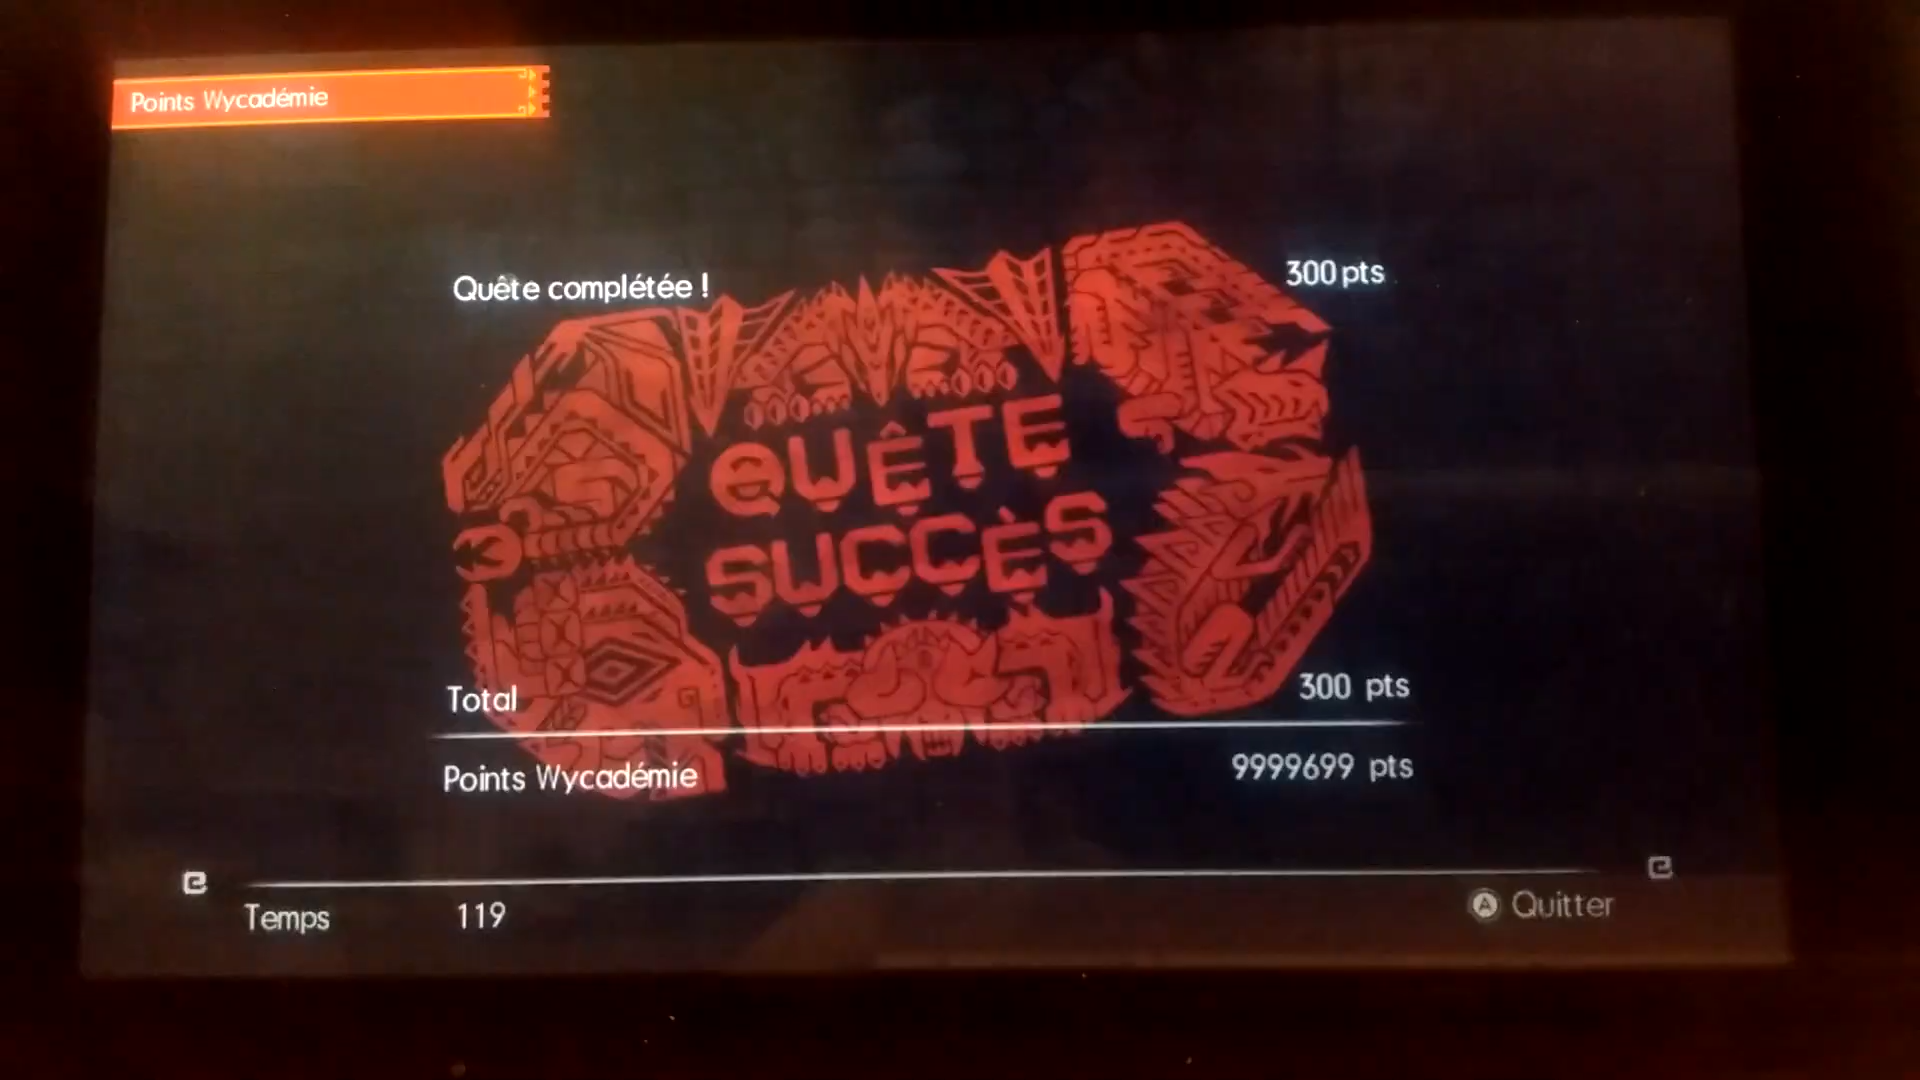 Points Wycadémie
Quête complétée ! 300 pts
QUÊTE
SUCCÈS
Total 300 pts
Points Wycadémie 9999699 pts
Temps 119
A Quitter